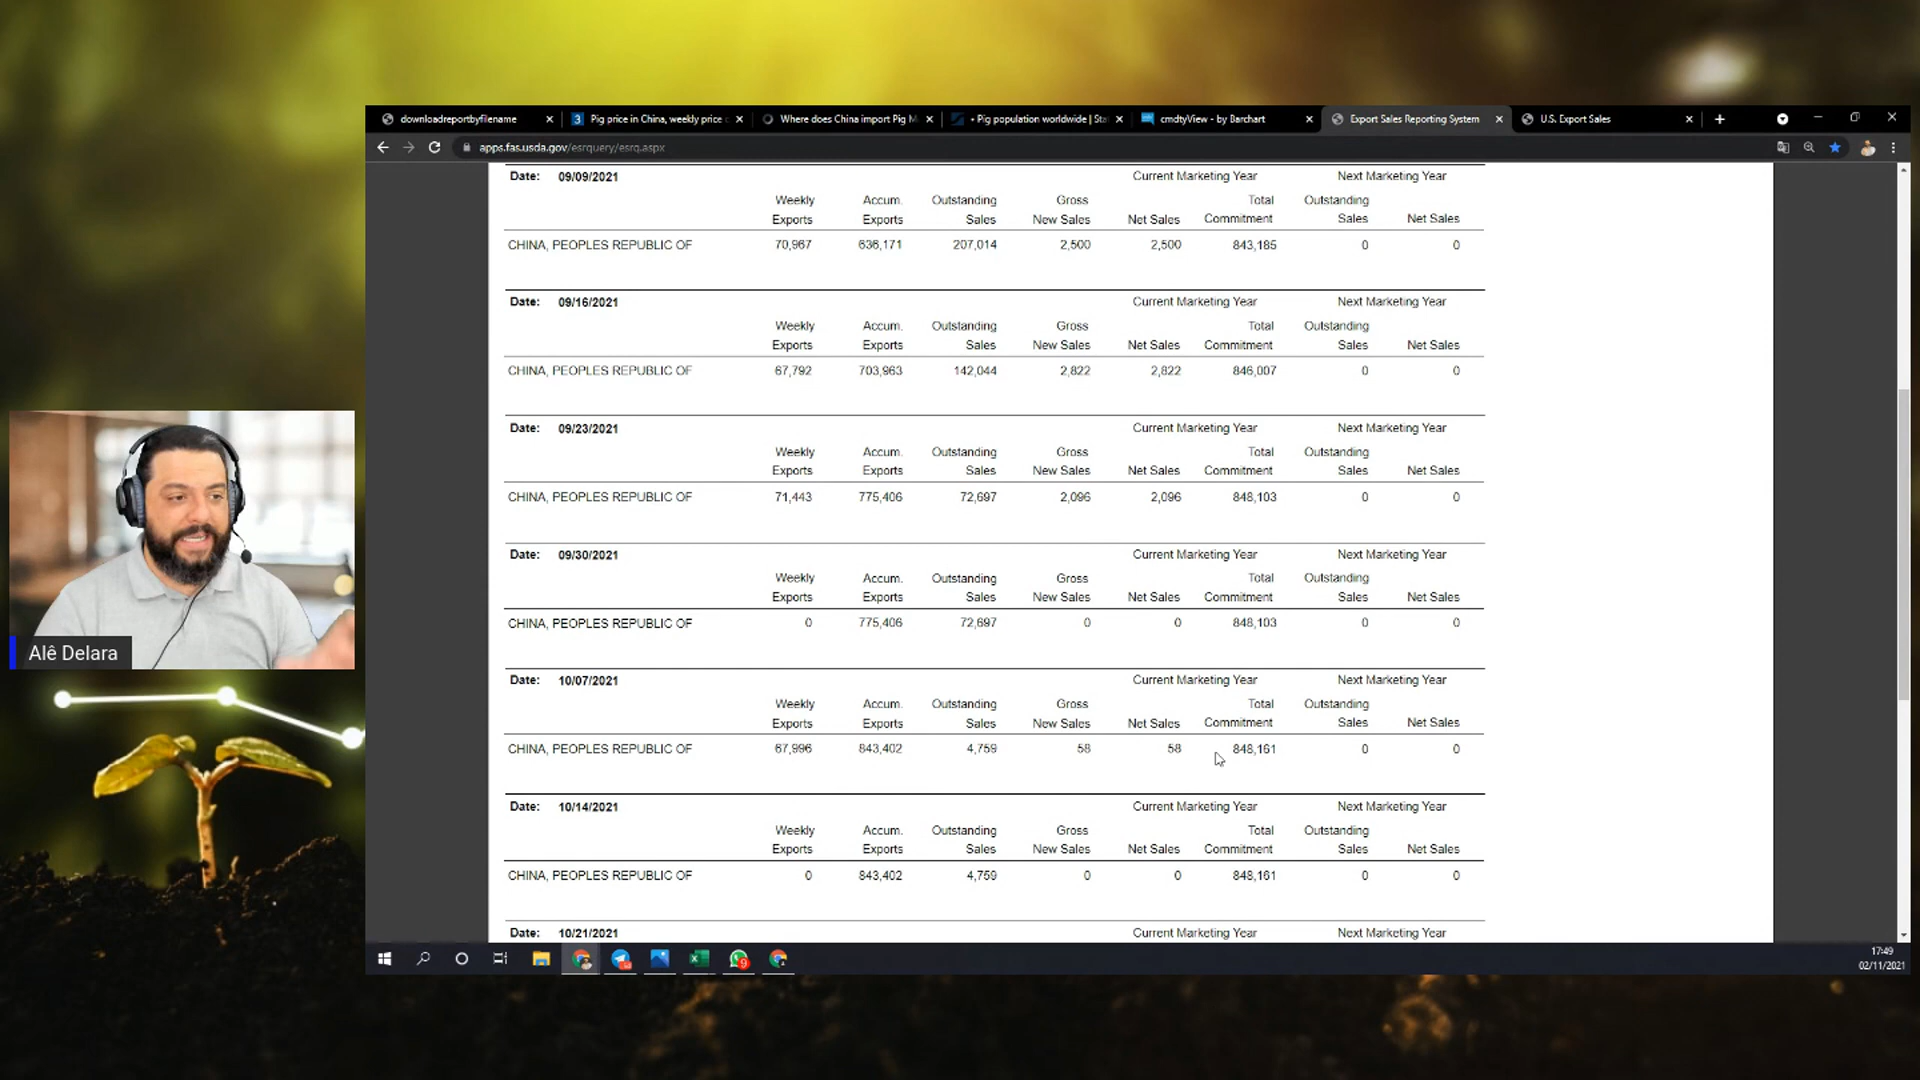 downloadreportbyfilename
Pig price in China, weekly price
Where does China import Pig M
• Pig population worldwide | Sta
cmdtyView - by Barchart
Export Sales Reporting System
U.S. Export Sales
apps.fas.usda.gov/esrquery/esrq.aspx
Date: 09/09/2021 Current Marketing Year Next Marketing Year
Weekly Accum. Outstanding Gross Total Outstanding
Exports Exports Sales New Sales Net Sales Commitment Sales Net Sales
CHINA, PEOPLES REPUBLIC OF 70,967 636,171 207,014 2,500 2,500 843,185 0 0
Date: 09/16/2021 Current Marketing Year Next Marketing Year
Weekly Accum. Outstanding Gross Total Outstanding
Exports Exports Sales New Sales Net Sales Commitment Sales Net Sales
CHINA, PEOPLES REPUBLIC OF 67,792 703,963 142,044 2,822 2,822 846,007 0 0
Date: 09/23/2021 Current Marketing Year Next Marketing Year
Weekly Accum. Outstanding Gross Total Outstanding
Exports Exports Sales New Sales Net Sales Commitment Sales Net Sales
CHINA, PEOPLES REPUBLIC OF 71,443 775,406 72,697 2,096 2,096 848,103 0 0
Date: 09/30/2021 Current Marketing Year Next Marketing Year
Weekly Accum. Outstanding Gross Total Outstanding
Exports Exports Sales New Sales Net Sales Commitment Sales Net Sales
CHINA, PEOPLES REPUBLIC OF 0 775,406 72,697 0 0 848,103 0 0
Date: 10/07/2021 Current Marketing Year Next Marketing Year
Weekly Accum. Outstanding Gross Total Outstanding
Exports Exports Sales New Sales Net Sales Commitment Sales Net Sales
CHINA, PEOPLES REPUBLIC OF 67,996 843,402 4,759 58 58 848,161 0 0
Date: 10/14/2021 Current Marketing Year Next Marketing Year
Weekly Accum. Outstanding Gross Total Outstanding
Exports Exports Sales New Sales Net Sales Commitment Sales Net Sales
CHINA, PEOPLES REPUBLIC OF 0 843,402 4,759 0 0 848,161 0 0
Date: 10/21/2021 Current Marketing Year Next Marketing Year
Alê Delara
17:49
02/11/2021